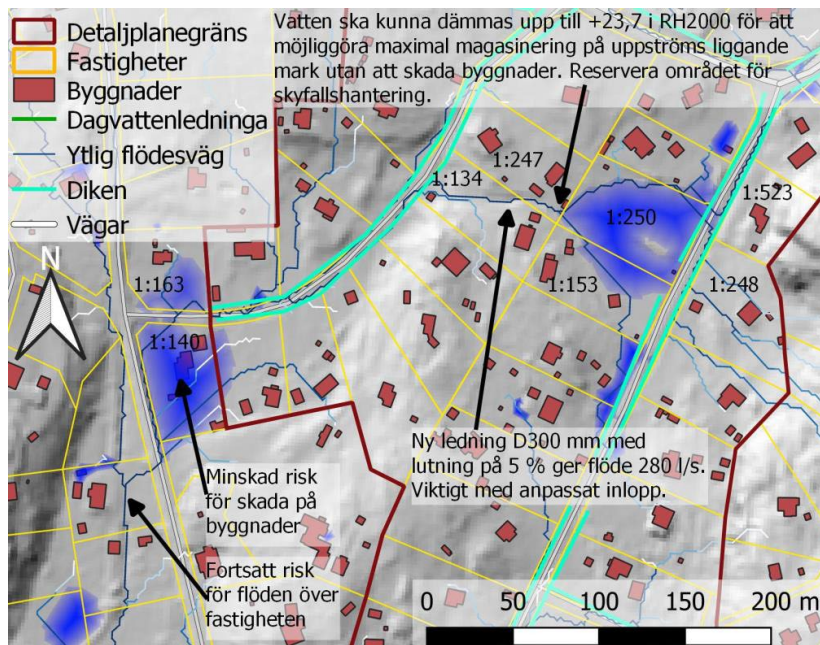 Detaljplanegräns
Fastigheter
Byggnader
Dagvattenledninga
Ytlig flödesväg
Diken
Vägar
Vatten ska kunna dämmas upp till +23,7 i RH2000 för att
möjliggöra maximal magasinering på uppströms liggande
mark utan att skada byggnader. Reservera området för
skyfallshantering.
N
1:247
1:134
1:250
1:523
1:153
1:248
1:163
1:140
Ny ledning D300 mm med
lutning på 5 % ger flöde 280 l/s.
Viktigt med anpassat inlopp.
Minskad risk
för skada på
byggnader
Fortsatt risk
för flöden över
fastigheten
0 50 100 150 200 m